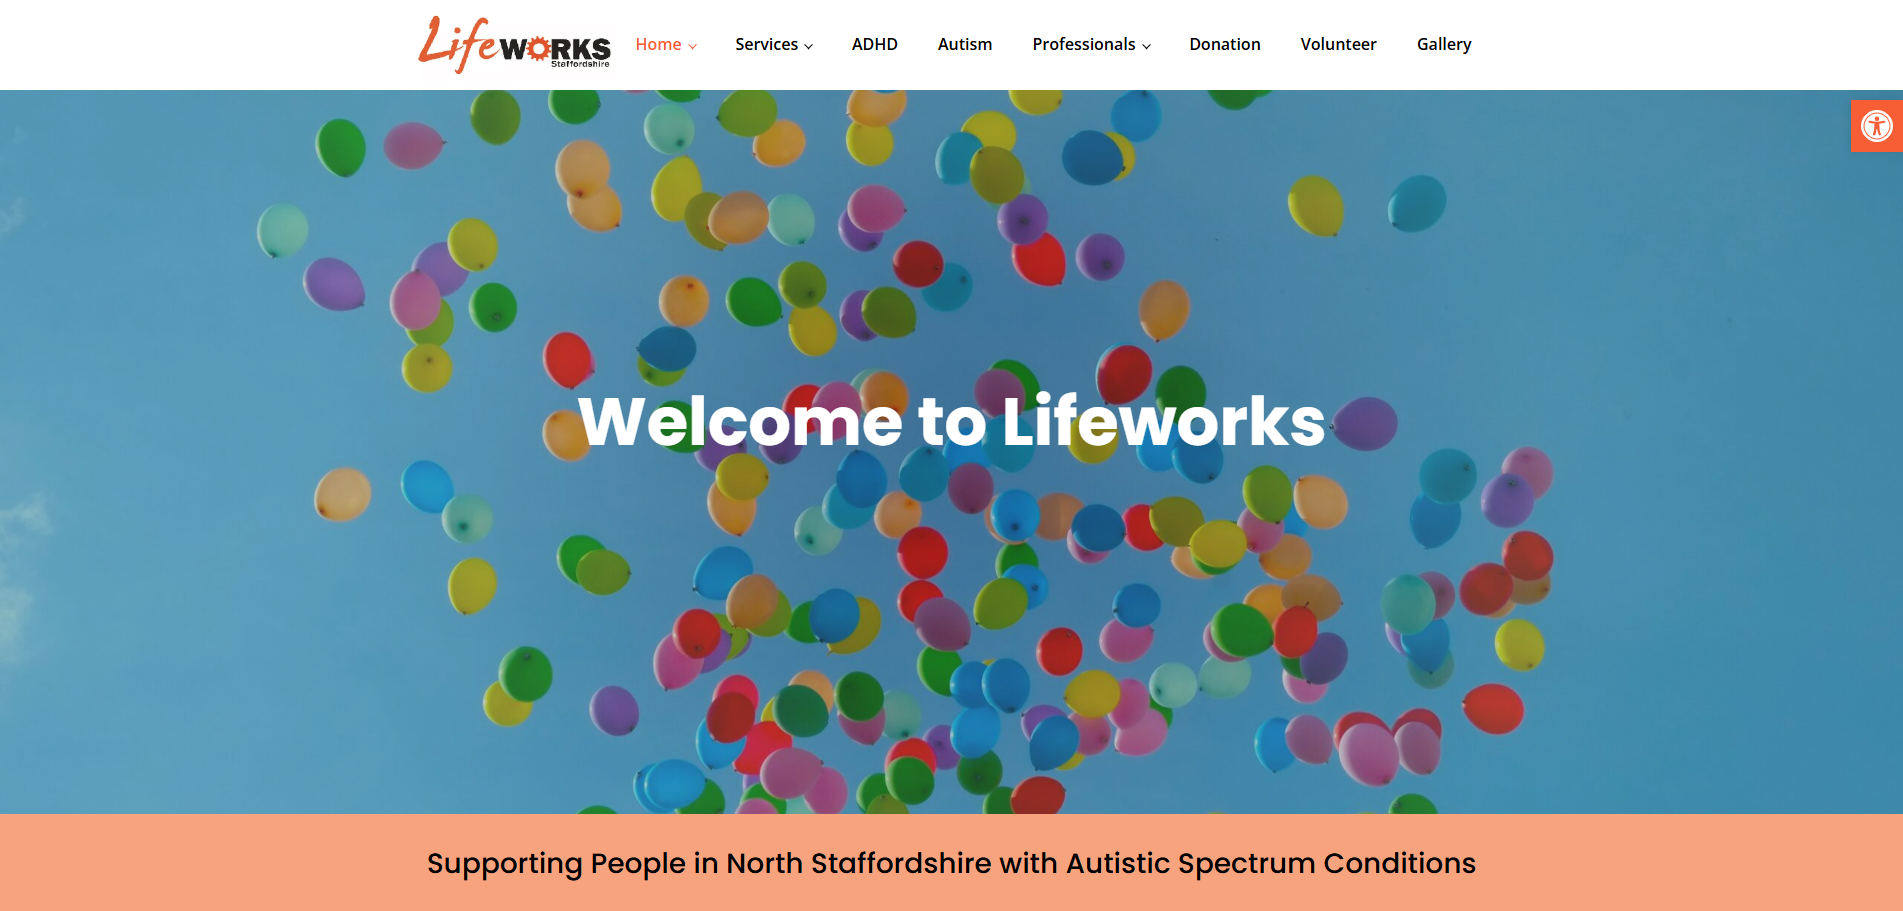 Lifeworks
Staffordshire
Home
Services
ADHD
Autism
Professionals
Donation
Volunteer
Gallery
Welcome to Lifeworks
Supporting People in North Staffordshire with Autistic Spectrum Conditions